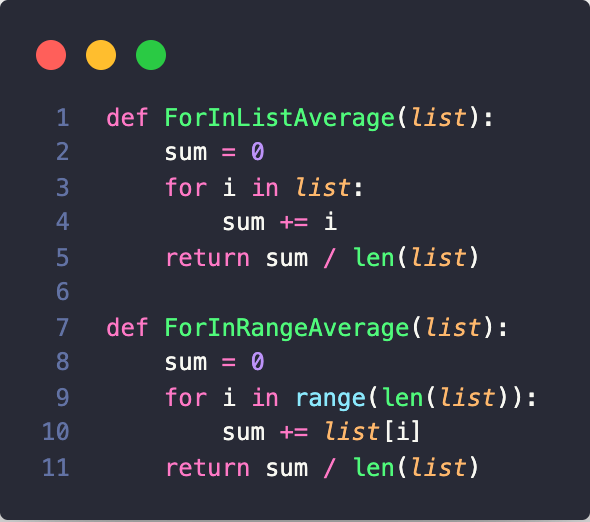 1 def ForInListAverage(list):
2     sum = 0
3     for i in list:
4         sum += i
5     return sum / len(list)
6
7 def ForInRangeAverage(list):
8     sum = 0
9     for i in range(len(list)):
10         sum += list[i]
11     return sum / len(list)